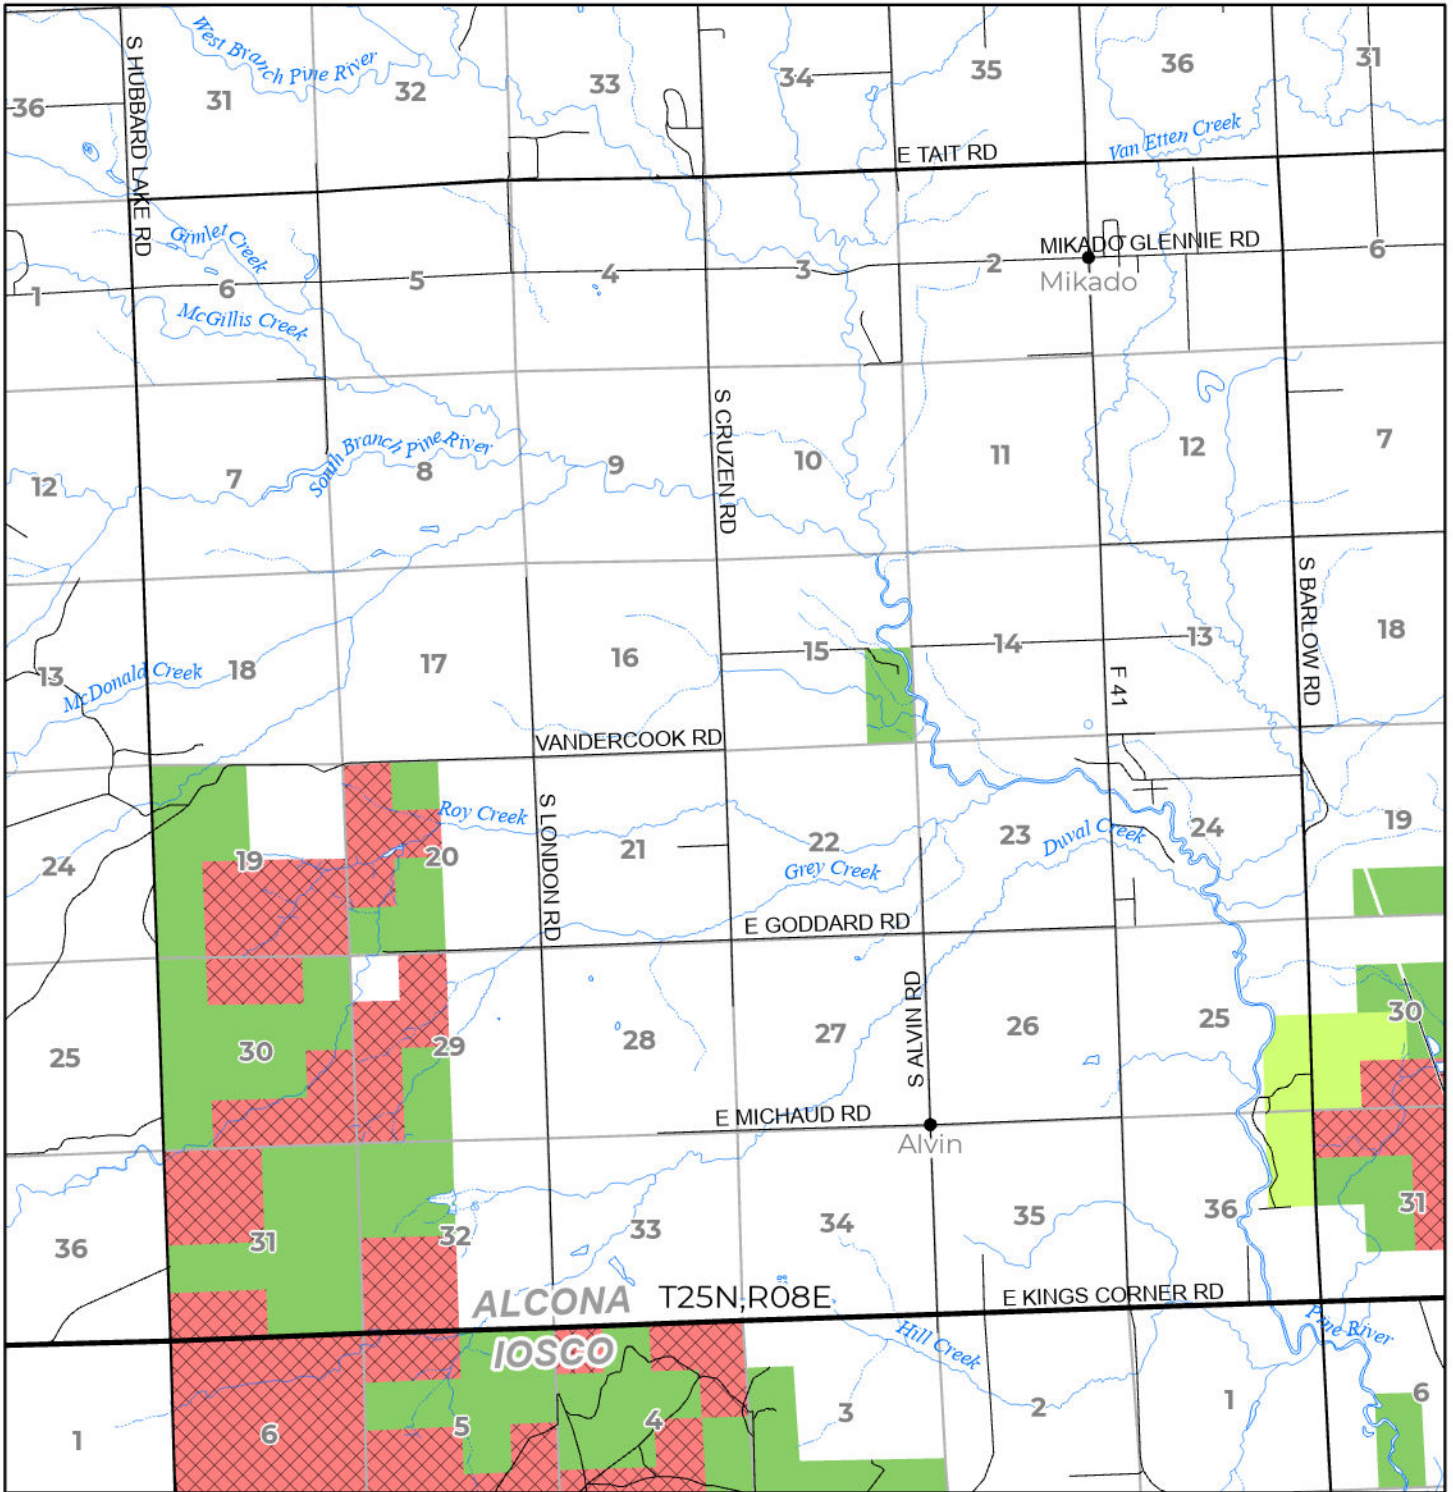 West Branch Pine River
S HUBBARD LAKE RD
36
31
32
33
34
35
36
31
Van Etten Creek
E TAIT RD
Gimlet Creek
MIKADO GLENNIE RD
Mikado
1
6
5
4
3
2
6
McGillis Creek
S CRUZEN RD
South Branch Pine River
12
7
8
9
10
11
12
7
S BARLOW RD
McDonald Creek
13
18
17
16
15
14
13
18
F 41
VANDERCOOK RD
S LONDON RD
Roy Creek
24
19
20
21
22
23
24
19
Duval Creek
Grey Creek
E GODDARD RD
S ALVIN RD
25
30
29
28
27
26
25
30
E MICHAUD RD
Alvin
36
31
32
33
34
35
36
31
ALCONA
T25N,R08E
E KINGS CORNER RD
IOSCO
Hill Creek
Pine River
1
6
5
4
3
2
1
6